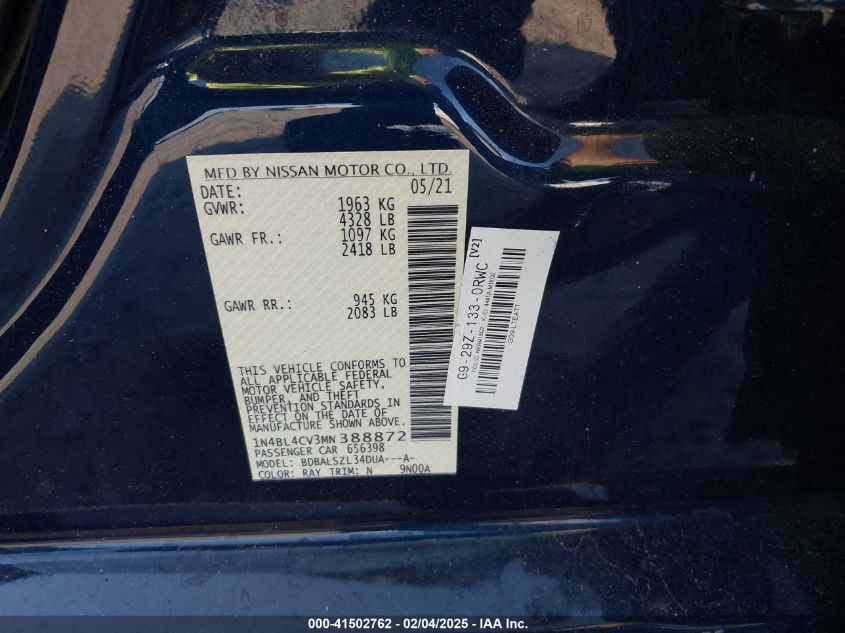 MFD BY NISSAN MOTOR CO., LTD.
DATE: 05/21
GVWR: 1963 KG
4328 LB
GAWR FR.: 1097 KG
2418 LB
GAWR RR.: 945 KG
2083 LB
THIS VEHICLE CONFORMS TO
ALL APPLICABLE FEDERAL
MOTOR VEHICLE SAFETY,
BUMPER, AND THEFT
PREVENTION STANDARDS IN
EFFECT ON THE DATE OF
MANUFACTURE SHOWN ABOVE.
1N4BL4CV3MN388872
PASSENGER CAR 656398
MODEL: BDBALSZL34DUA---A-
COLOR: RAY TRIM: N 9N00A
G9-29Z-133-0RWC [V2]
000-41502762 - 02/04/2025 - IAA Inc.